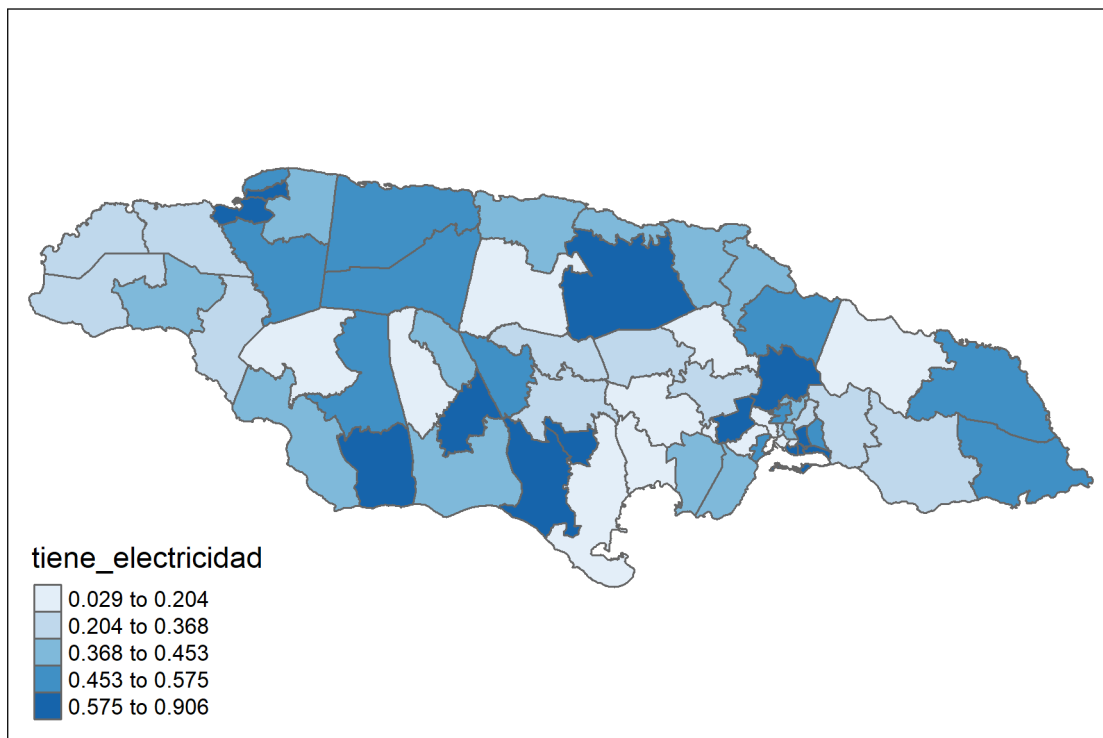 tiene_electricidad
0.029 to 0.204
0.204 to 0.368
0.368 to 0.453
0.453 to 0.575
0.575 to 0.906